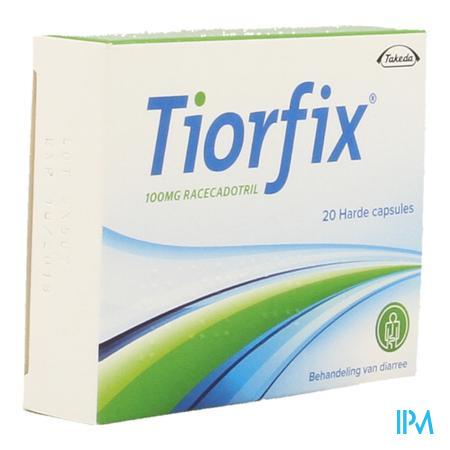 Takeda
Tiorfix®
100MG RACECADOTRIL
20 Harde capsules
Behandeling van diarree
IPM